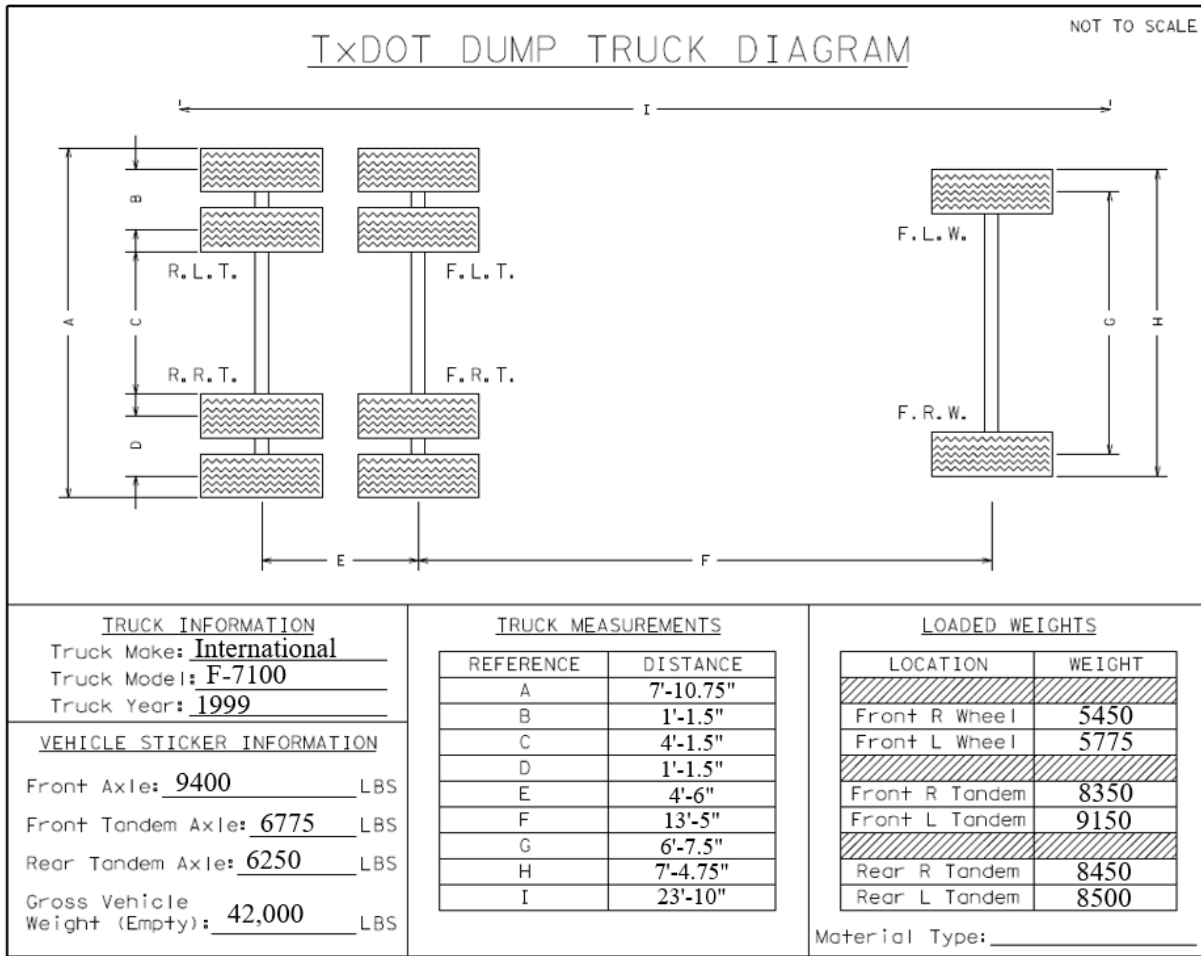 NOT TO SCALE
TxDOT DUMP TRUCK DIAGRAM
I
A
B
C
D
R.L.T.
F.L.T.
R.R.T.
F.R.T.
F.L.W.
F.R.W.
G
H
E
F
TRUCK INFORMATION
Truck Make: International
Truck Model: F-7100
Truck Year: 1999
VEHICLE STICKER INFORMATION
Front Axle: 9400 LBS
Front Tandem Axle: 6775 LBS
Rear Tandem Axle: 6250 LBS
Gross Vehicle
Weight (Empty): 42,000 LBS
TRUCK MEASUREMENTS
REFERENCE DISTANCE
A 7'-10.75"
B 1'-1.5"
C 4'-1.5"
D 1'-1.5"
E 4'-6"
F 13'-5"
G 6'-7.5"
H 7'-4.75"
I 23'-10"
LOADED WEIGHTS
LOCATION WEIGHT
Front R Wheel 5450
Front L Wheel 5775
Front R Tandem 8350
Front L Tandem 9150
Rear R Tandem 8450
Rear L Tandem 8500
Material Type: